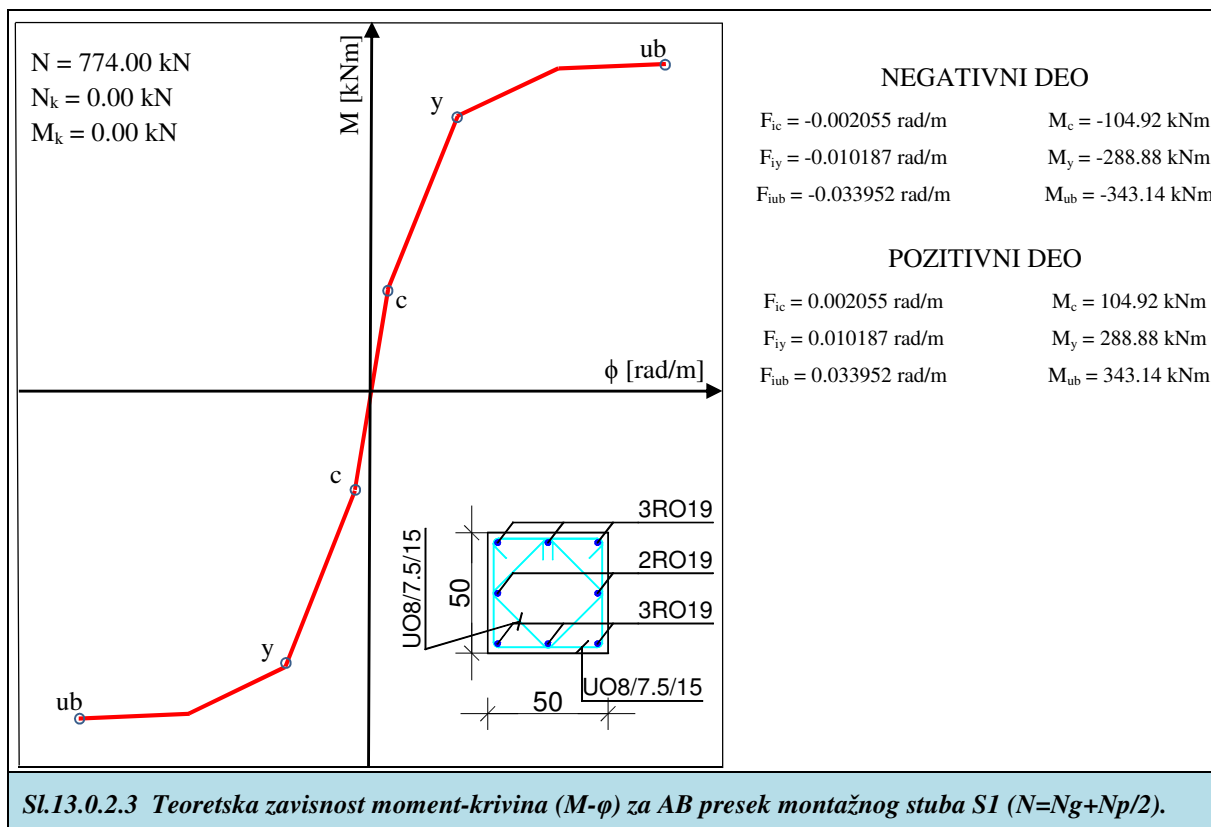 N = 774.00 kN
N_k = 0.00 kN
M_k = 0.00 kN
M [kNm]
ub
y
c
ϕ [rad/m]
c
y
ub
3RO19
2RO19
3RO19
UO8/7.5/15
50
UO8/7.5/15
50
NEGATIVNI DEO
F_ic = -0.002055 rad/m M_c = -104.92 kNm
F_iy = -0.010187 rad/m M_y = -288.88 kNm
F_iub = -0.033952 rad/m M_ub = -343.14 kNm
POZITIVNI DEO
F_ic = 0.002055 rad/m M_c = 104.92 kNm
F_iy = 0.010187 rad/m M_y = 288.88 kNm
F_iub = 0.033952 rad/m M_ub = 343.14 kNm
Sl.13.0.2.3 Teoretska zavisnost moment-krivina (M-φ) za AB presek montažnog stuba S1 (N=Ng+Np/2).